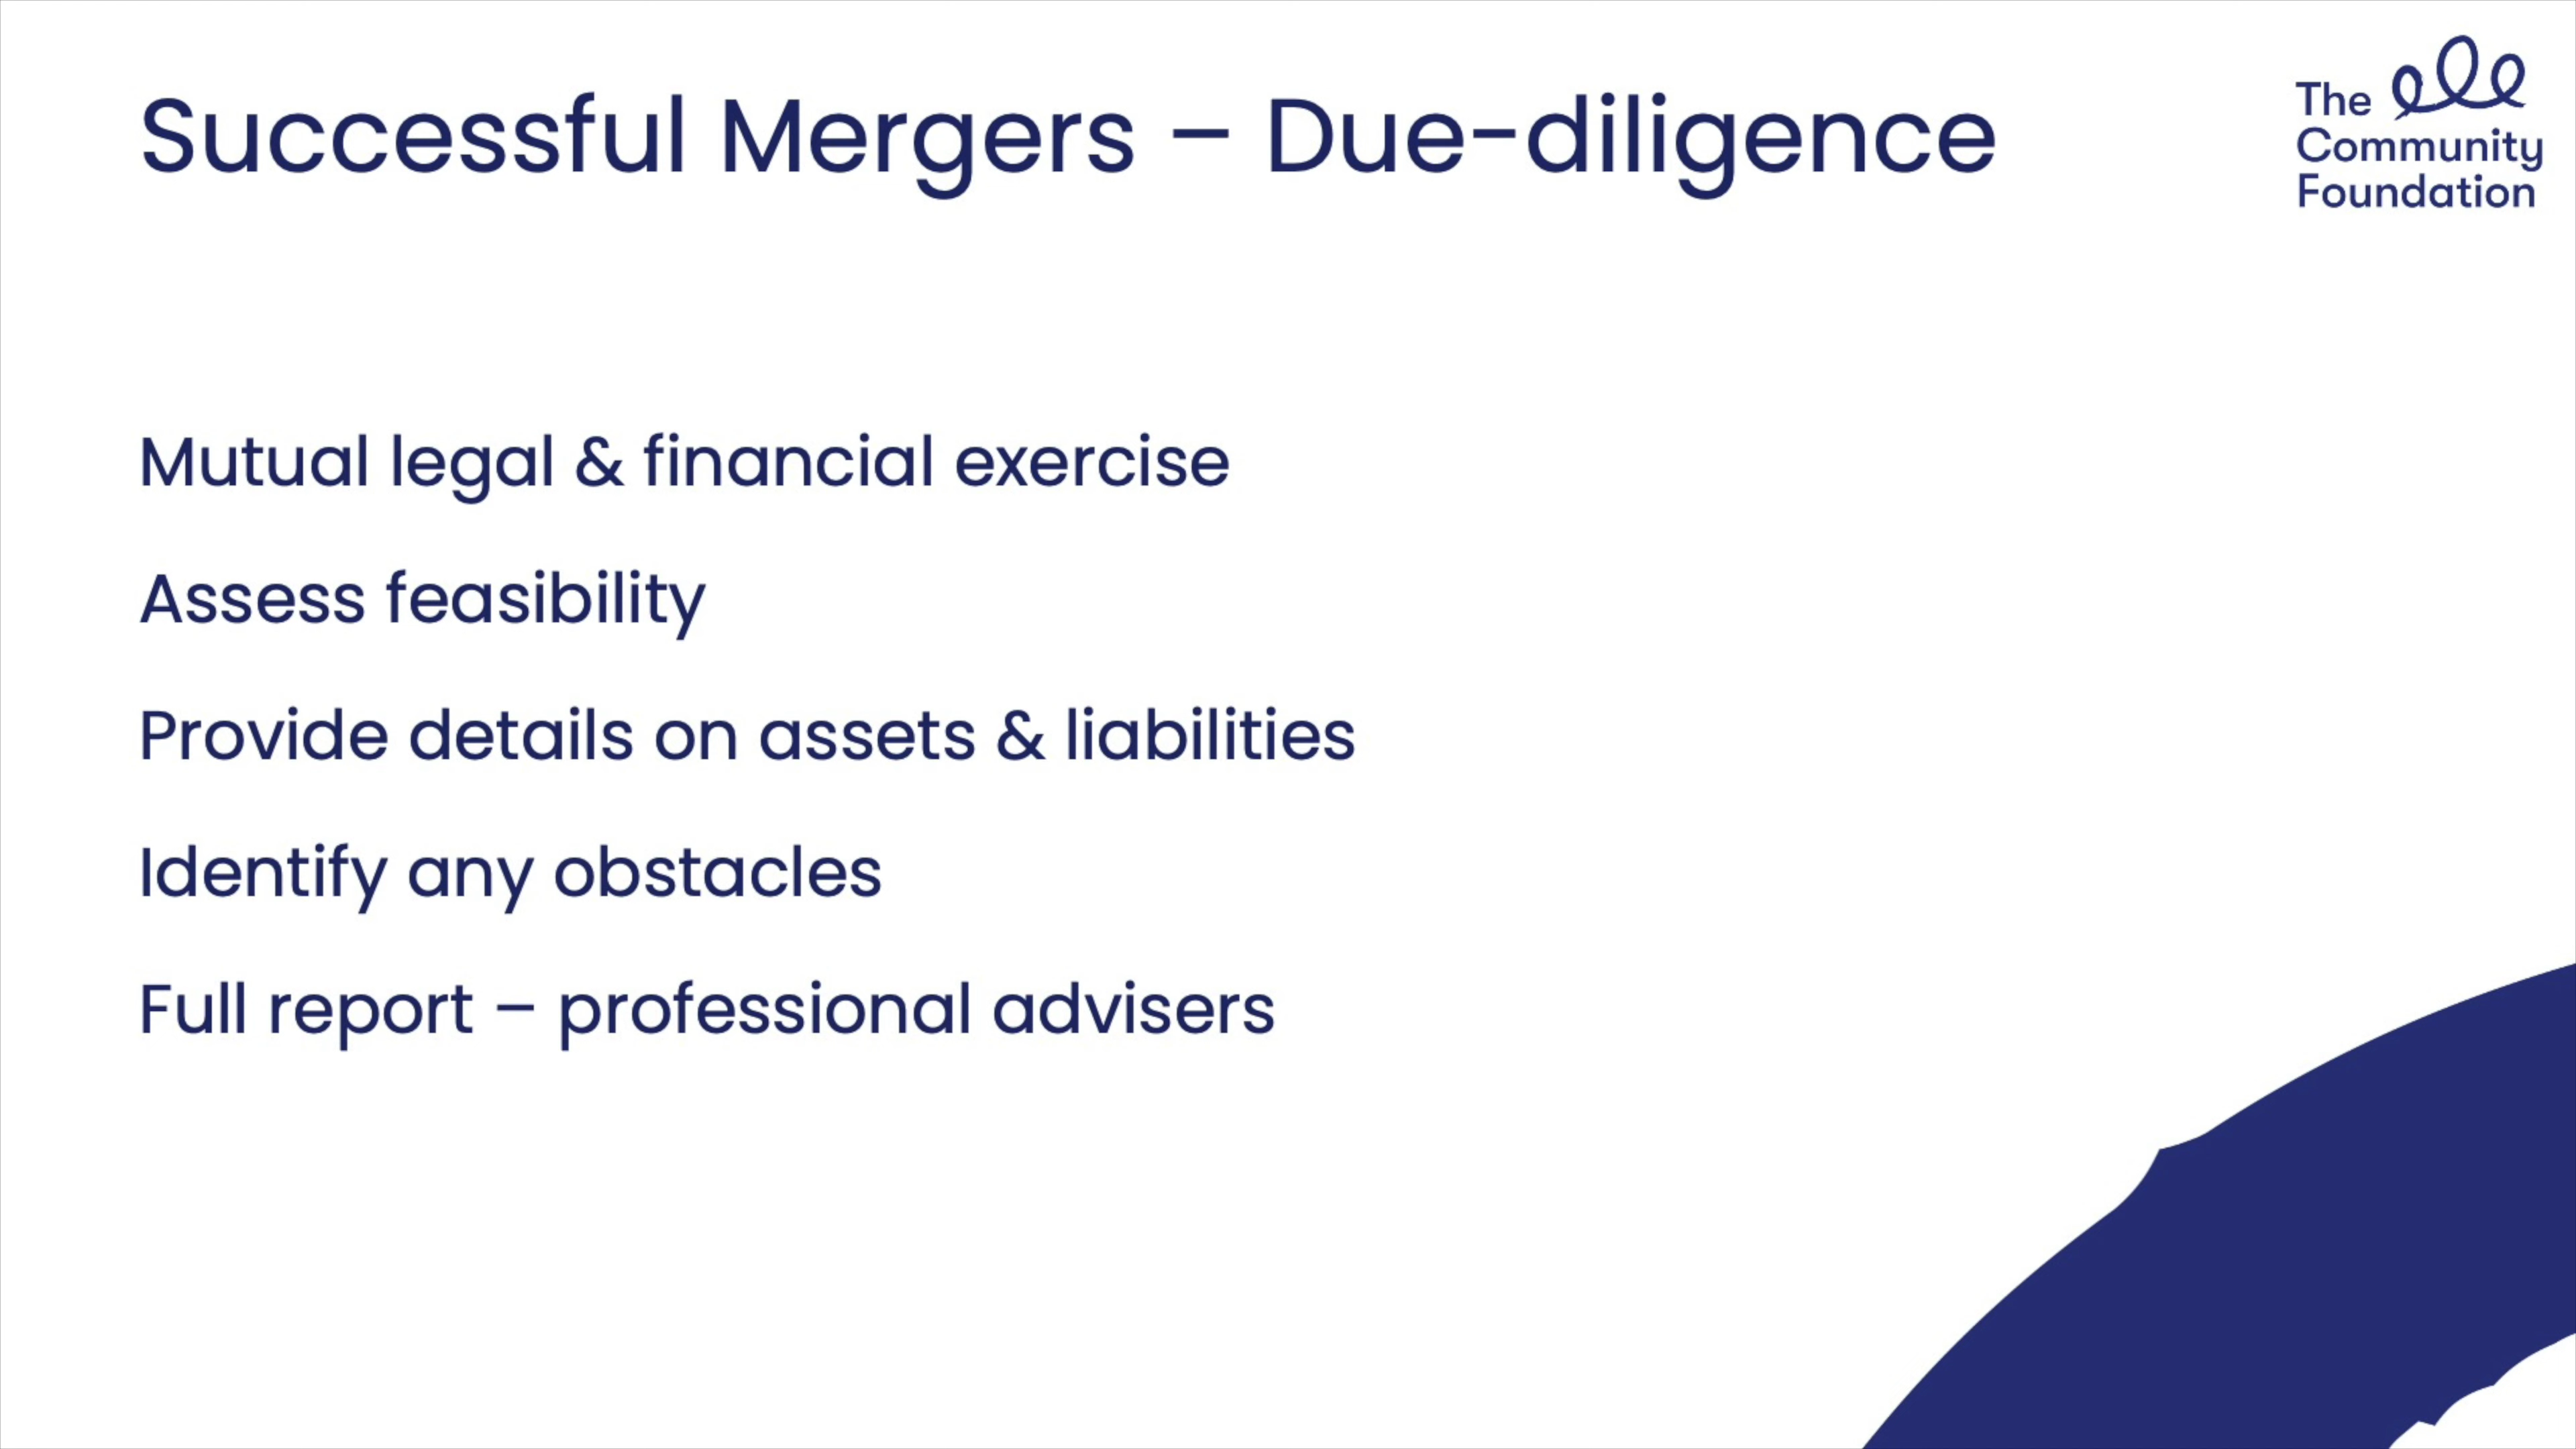 Successful Mergers – Due-diligence
The
Community
Foundation
Mutual legal & financial exercise
Assess feasibility
Provide details on assets & liabilities
Identify any obstacles
Full report – professional advisers